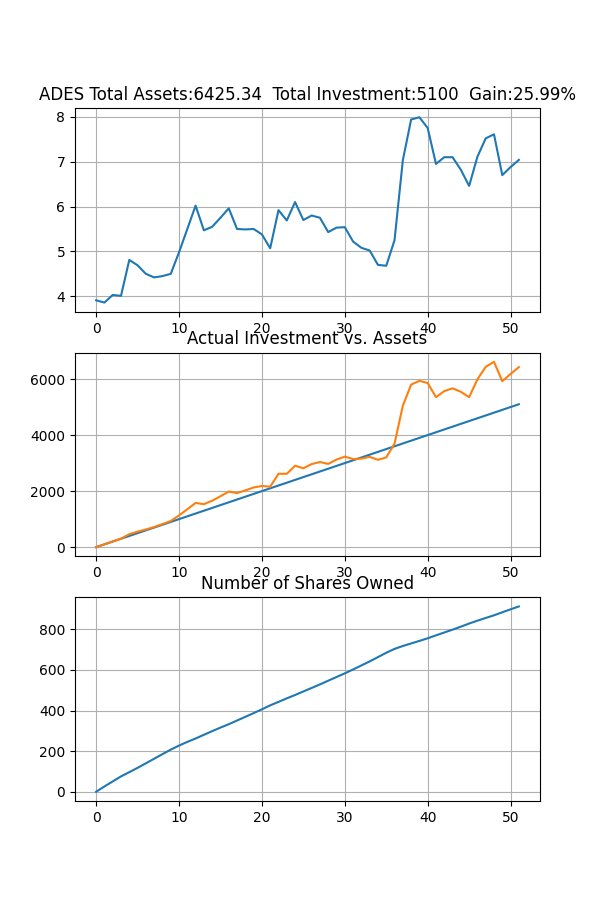 ADES Total Assets:6425.34  Total Investment:5100  Gain:25.99%
8
7
6
5
4
0 10 20 30 40 50
Actual Investment vs. Assets
6000
4000
2000
0
0 10 20 30 40 50
Number of Shares Owned
800
600
400
200
0
0 10 20 30 40 50